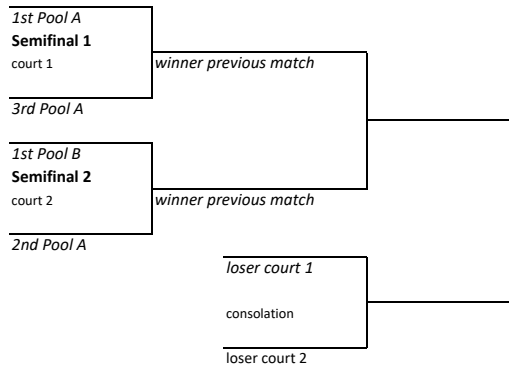 1st Pool A
Semifinal 1
court 1
winner previous match
3rd Pool A
1st Pool B
Semifinal 2
court 2
winner previous match
2nd Pool A
loser court 1
consolation
loser court 2